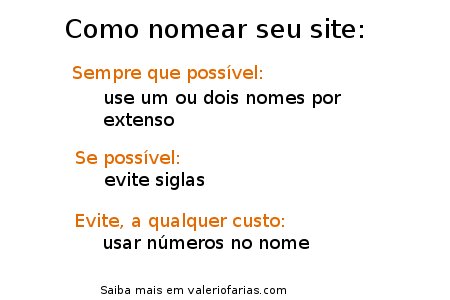 Como nomear seu site:
Sempre que possível:
use um ou dois nomes por
extenso
Se possível:
evite siglas
Evite, a qualquer custo:
usar números no nome
Saiba mais em valeriofarias.com